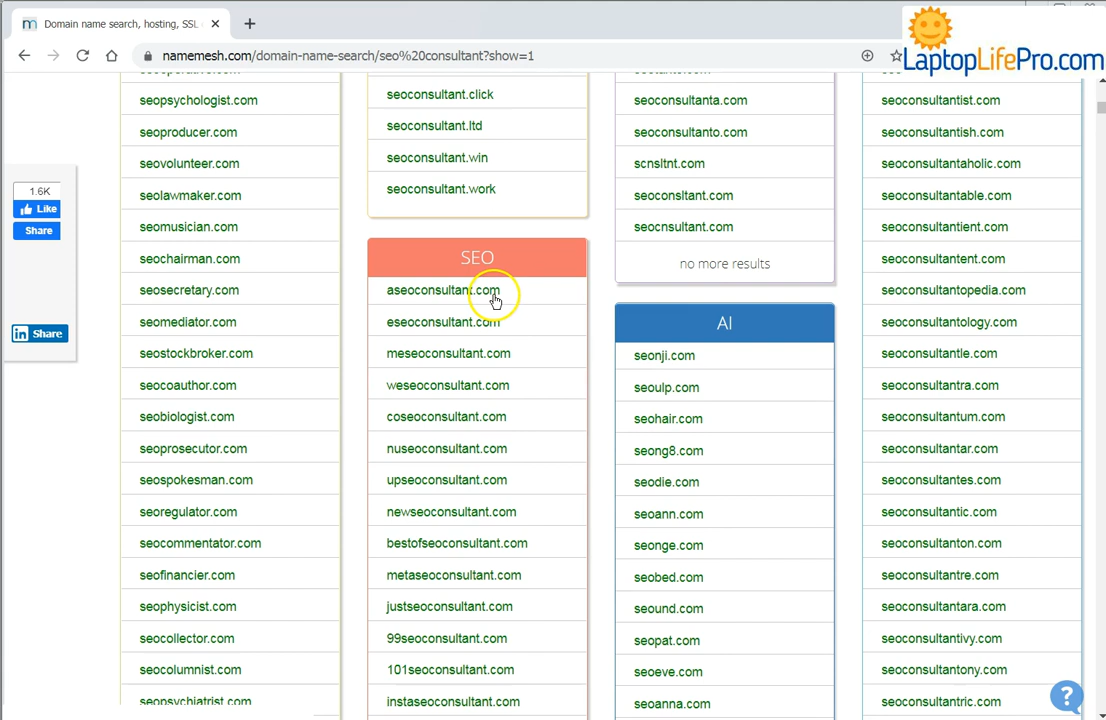 Domain name search, hosting, SSL
namemesh.com/domain-name-search/seo%20consultant?show=1
LaptopLifePro.com
1.6K
Like
Share
in Share
seopsychologist.com
seoproducer.com
seovolunteer.com
seolawmaker.com
seomusician.com
seochairman.com
seosecretary.com
seomediator.com
seostockbroker.com
seocoauthor.com
seobiologist.com
seoprosecutor.com
seospokesman.com
seoregulator.com
seocommentator.com
seofinancier.com
seophysicist.com
seocollector.com
seocolumnist.com
seopsychiatrist.com
seoconsultant.click
seoconsultant.ltd
seoconsultant.win
seoconsultant.work
SEO
aseoconsultant.com
eseoconsultant.com
meseoconsultant.com
weseoconsultant.com
coseoconsultant.com
nuseoconsultant.com
upseoconsultant.com
newseoconsultant.com
bestofseoconsultant.com
metaseoconsultant.com
justseoconsultant.com
99seoconsultant.com
101seoconsultant.com
instaseoconsultant.com
seoconsultanta.com
seoconsultanto.com
scnsltnt.com
seoconsltant.com
seocnsultant.com
no more results
AI
seonji.com
seoulp.com
seohair.com
seong8.com
seodie.com
seoann.com
seonge.com
seobed.com
seound.com
seopat.com
seoeve.com
seoanna.com
seoconsultantist.com
seoconsultantish.com
seoconsultantaholic.com
seoconsultantable.com
seoconsultantient.com
seoconsultantent.com
seoconsultantopedia.com
seoconsultantology.com
seoconsultantle.com
seoconsultantra.com
seoconsultantum.com
seoconsultantar.com
seoconsultantes.com
seoconsultantic.com
seoconsultanton.com
seoconsultantre.com
seoconsultantara.com
seoconsultantivy.com
seoconsultantony.com
seoconsultantric.com
?